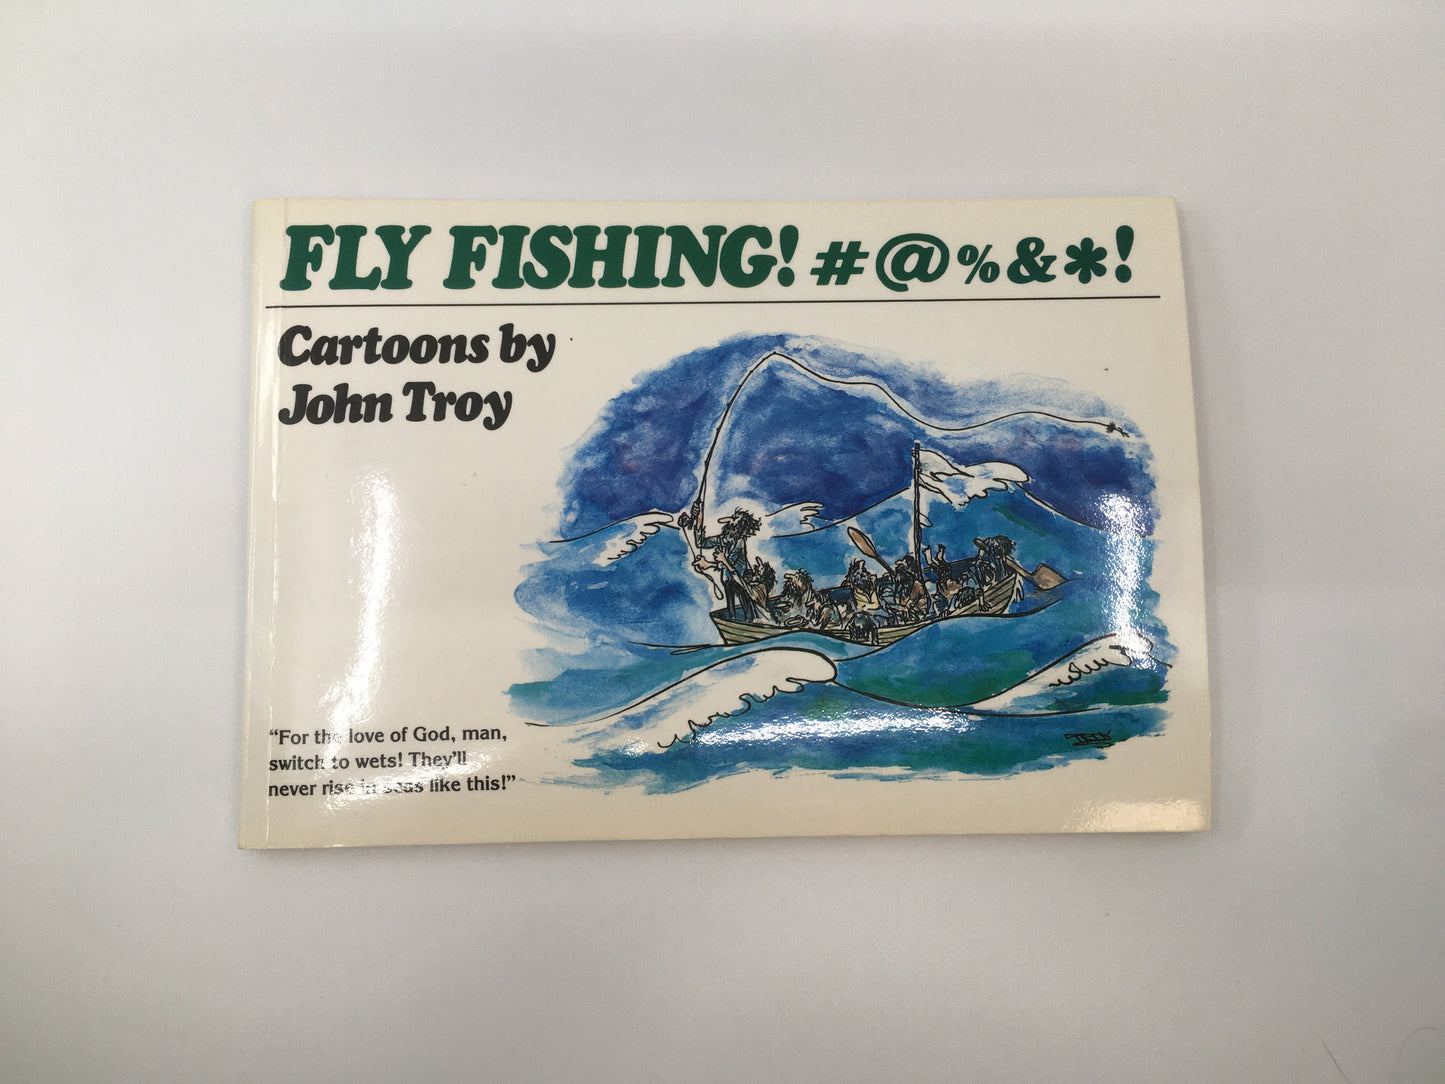 FLY FISHING! #@%&*!
Cartoons by
John Troy
“For the love of God, man,
switch to wets! They’ll
never rise in seas like this!”
TROY